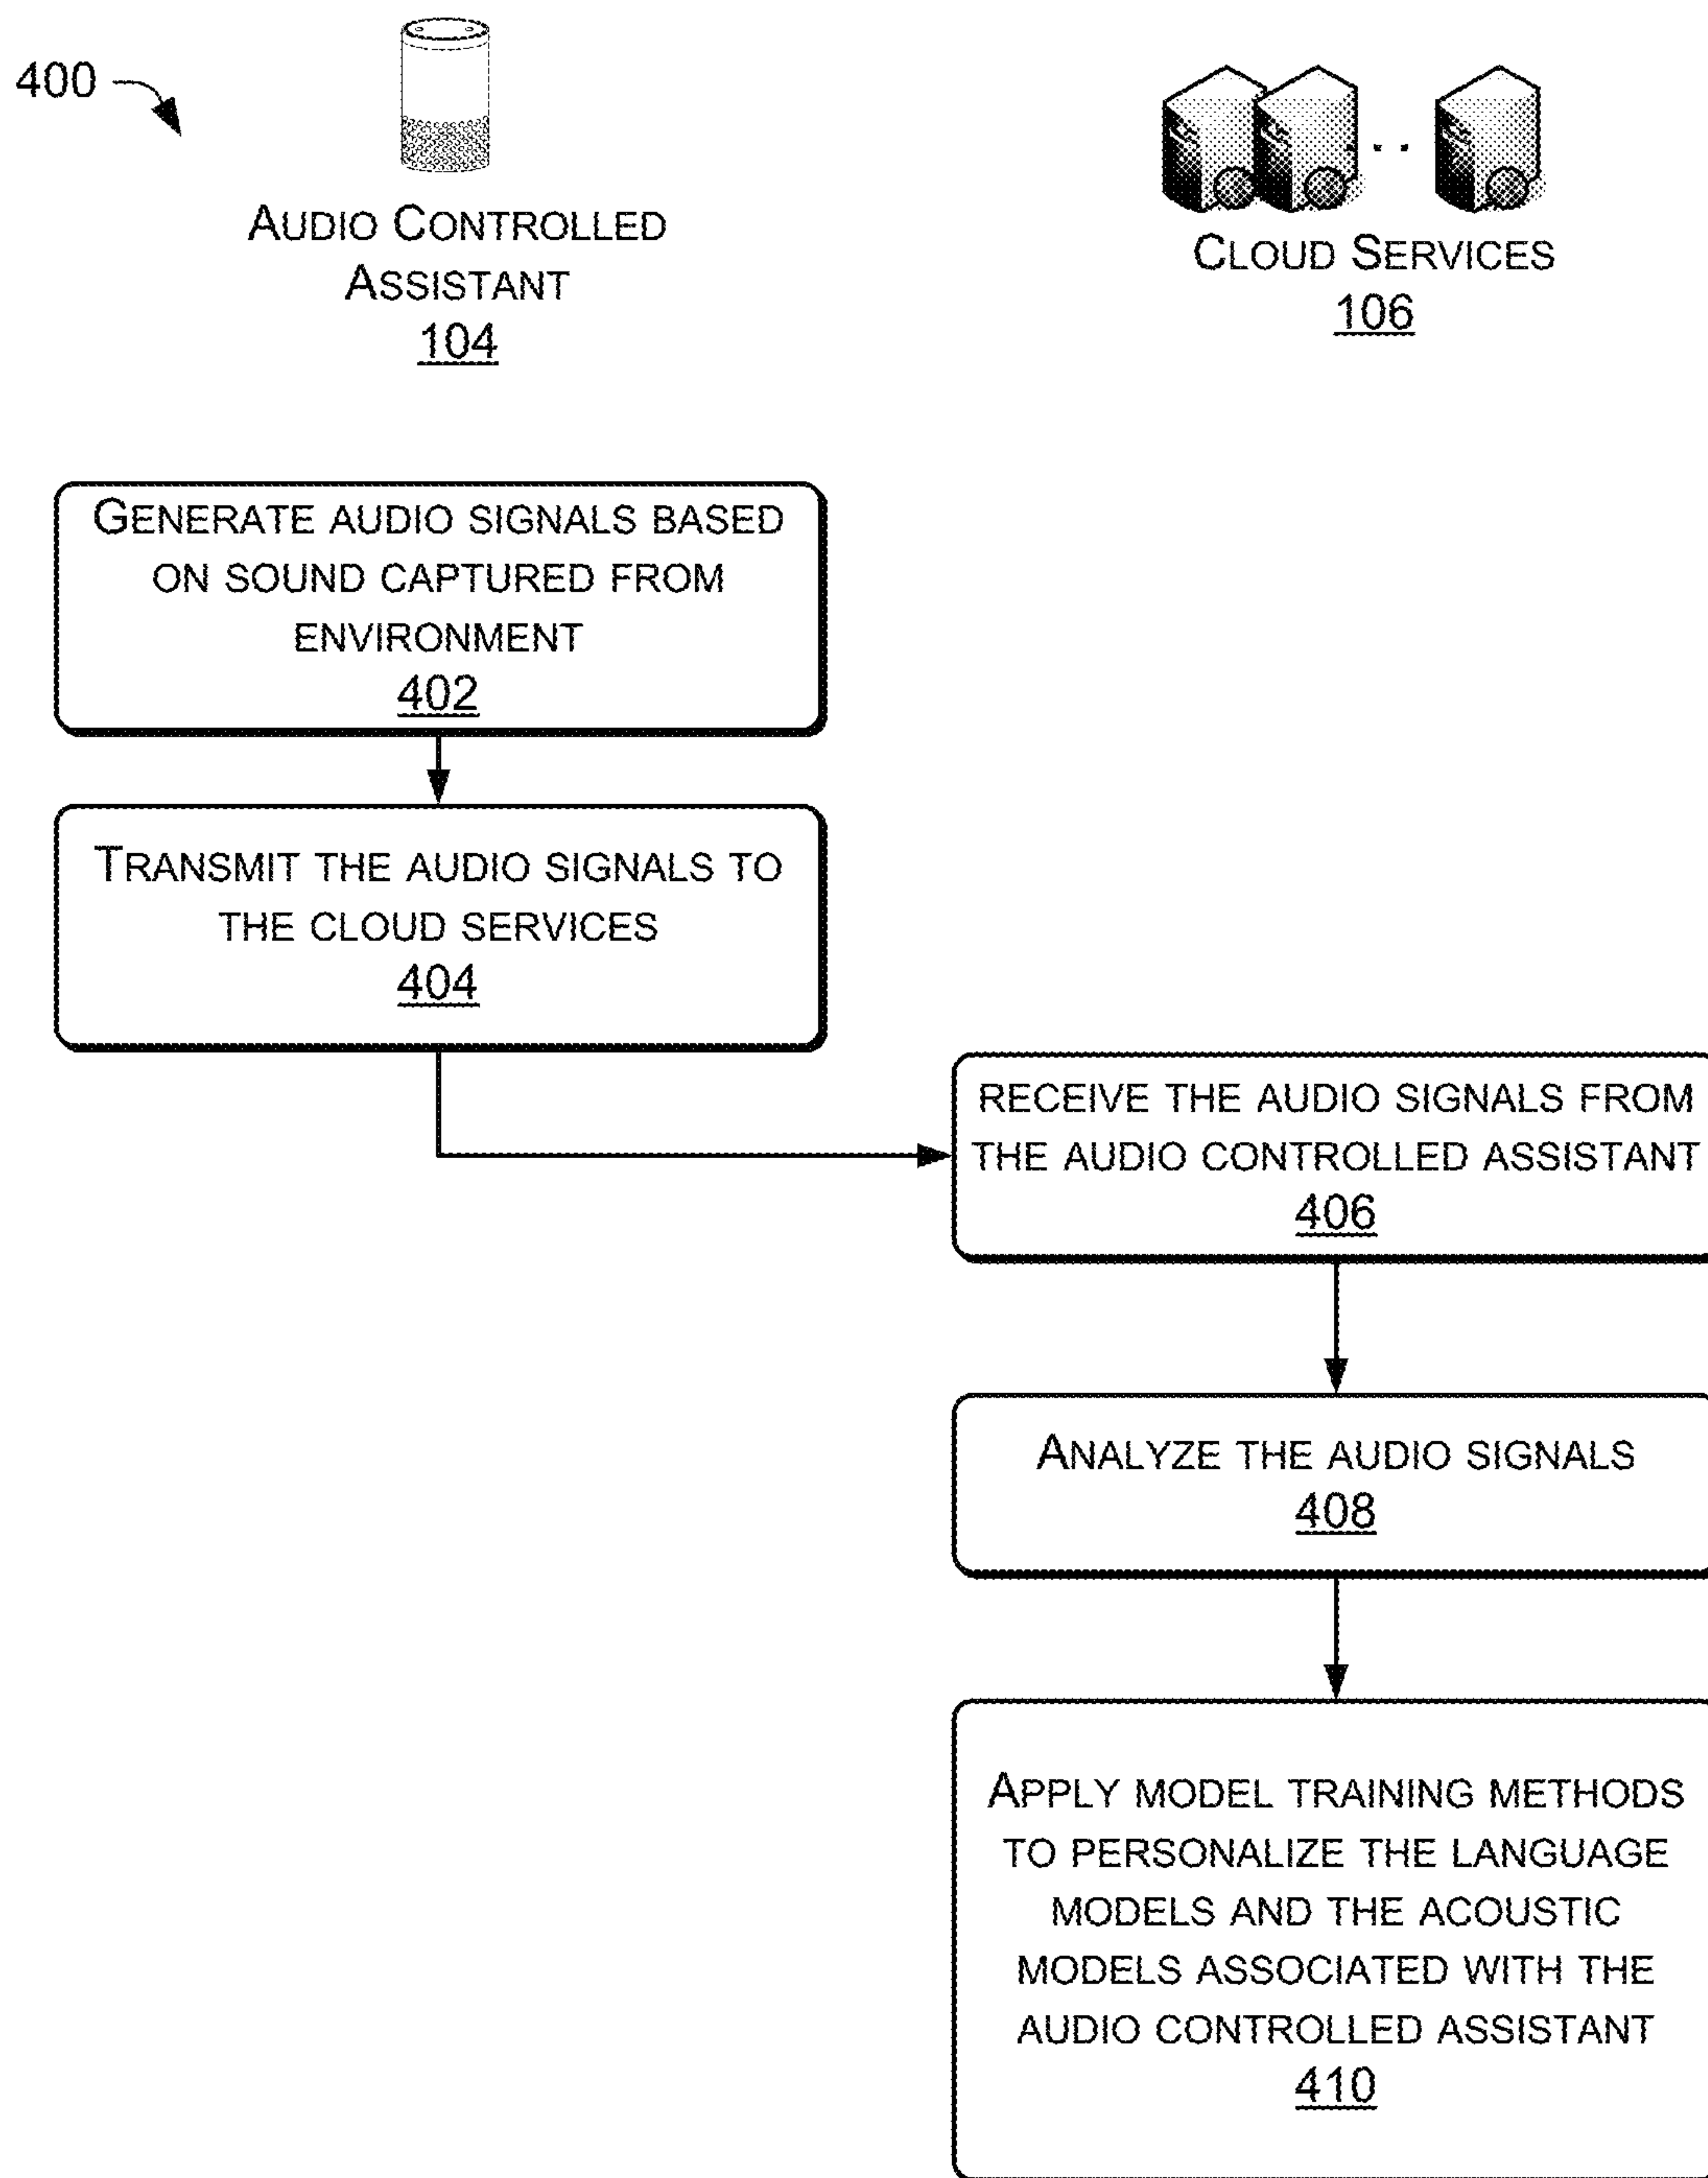 400
AUDIO CONTROLLED
ASSISTANT
104
CLOUD SERVICES
106
GENERATE AUDIO SIGNALS BASED
ON SOUND CAPTURED FROM
ENVIRONMENT
402
TRANSMIT THE AUDIO SIGNALS TO
THE CLOUD SERVICES
404
RECEIVE THE AUDIO SIGNALS FROM
THE AUDIO CONTROLLED ASSISTANT
406
ANALYZE THE AUDIO SIGNALS
408
APPLY MODEL TRAINING METHODS
TO PERSONALIZE THE LANGUAGE
MODELS AND THE ACOUSTIC
MODELS ASSOCIATED WITH THE
AUDIO CONTROLLED ASSISTANT
410